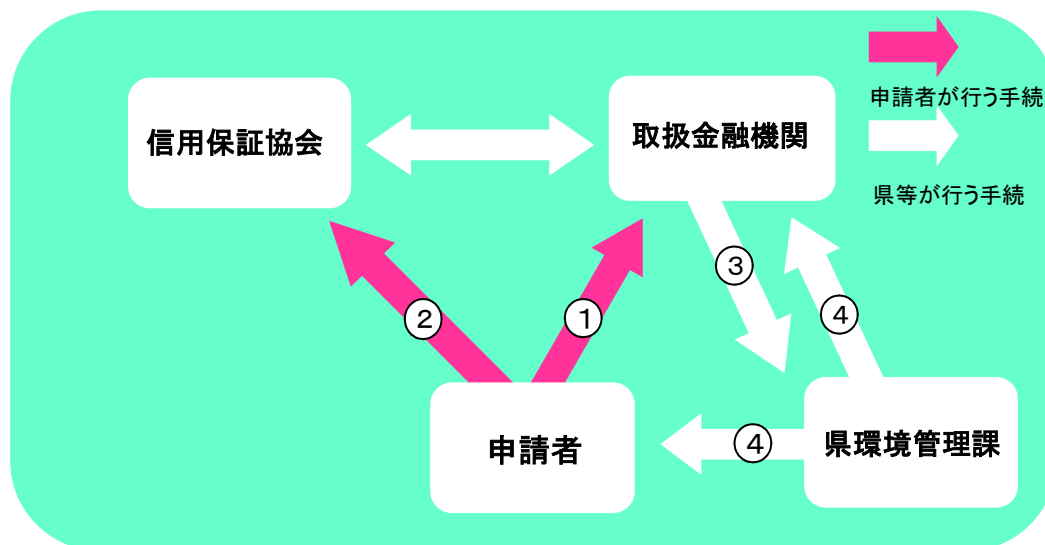 信用保証協会
取扱金融機関
申請者が行う手続
県等が行う手続
③
②
①
④
申請者
④
県環境管理課